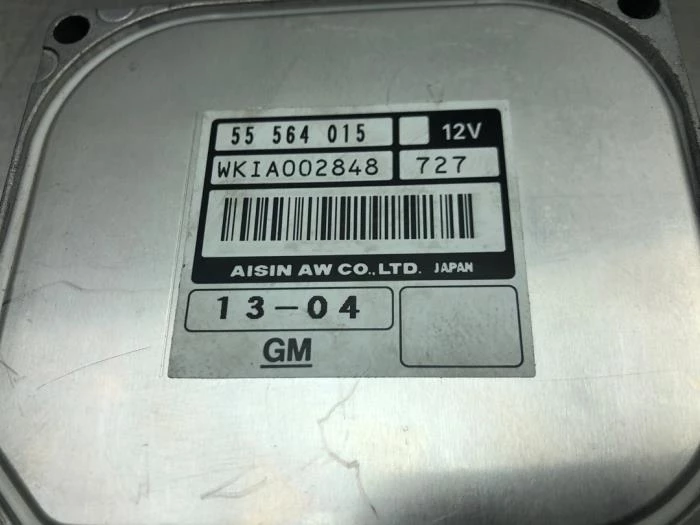 55 564 015 12V
WKIA002848 727
AISIN AW CO.,LTD. JAPAN
13-04
GM